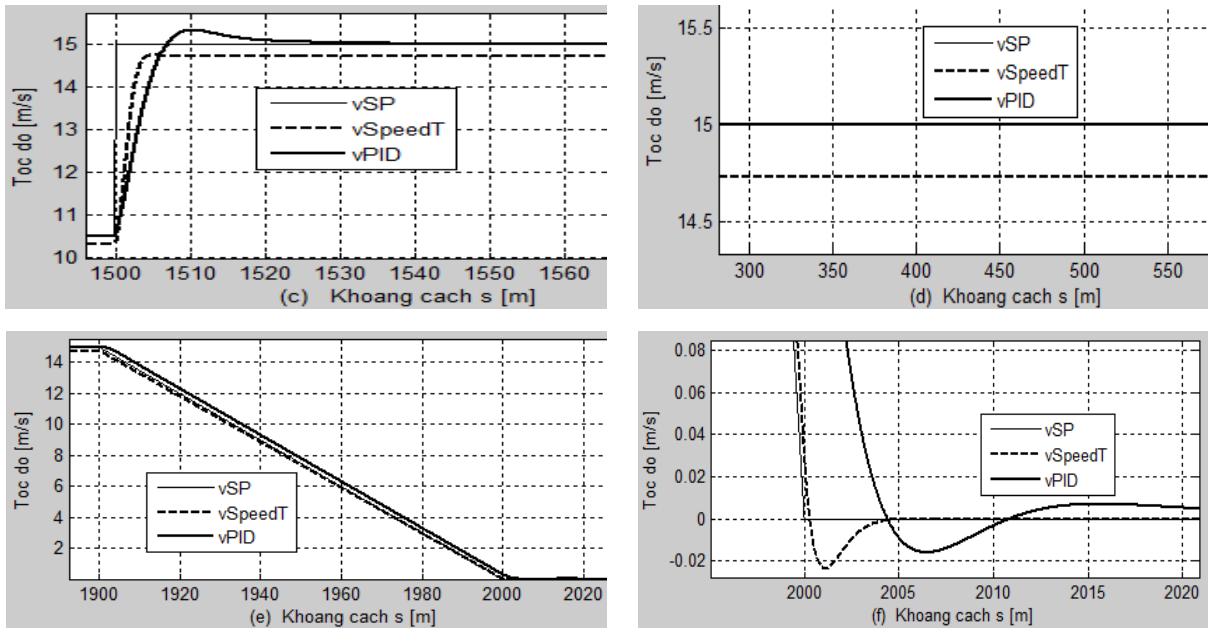 Toc do [m/s]
15
14
13
12
11
10
vSP
vSpeedT
vPID
1500 1510 1520 1530 1540 1550 1560
(c) Khoang cach s [m]
Toc do [m/s]
15.5
15
14.5
vSP
vSpeedT
vPID
300 350 400 450 500 550
(d) Khoang cach s [m]
Toc do [m/s]
14
12
10
8
6
4
2
vSP
vSpeedT
vPID
1900 1920 1940 1960 1980 2000 2020
(e) Khoang cach s [m]
Toc do [m/s]
0.08
0.06
0.04
0.02
0
-0.02
vSP
vSpeedT
vPID
2000 2005 2010 2015 2020
(f) Khoang cach s [m]